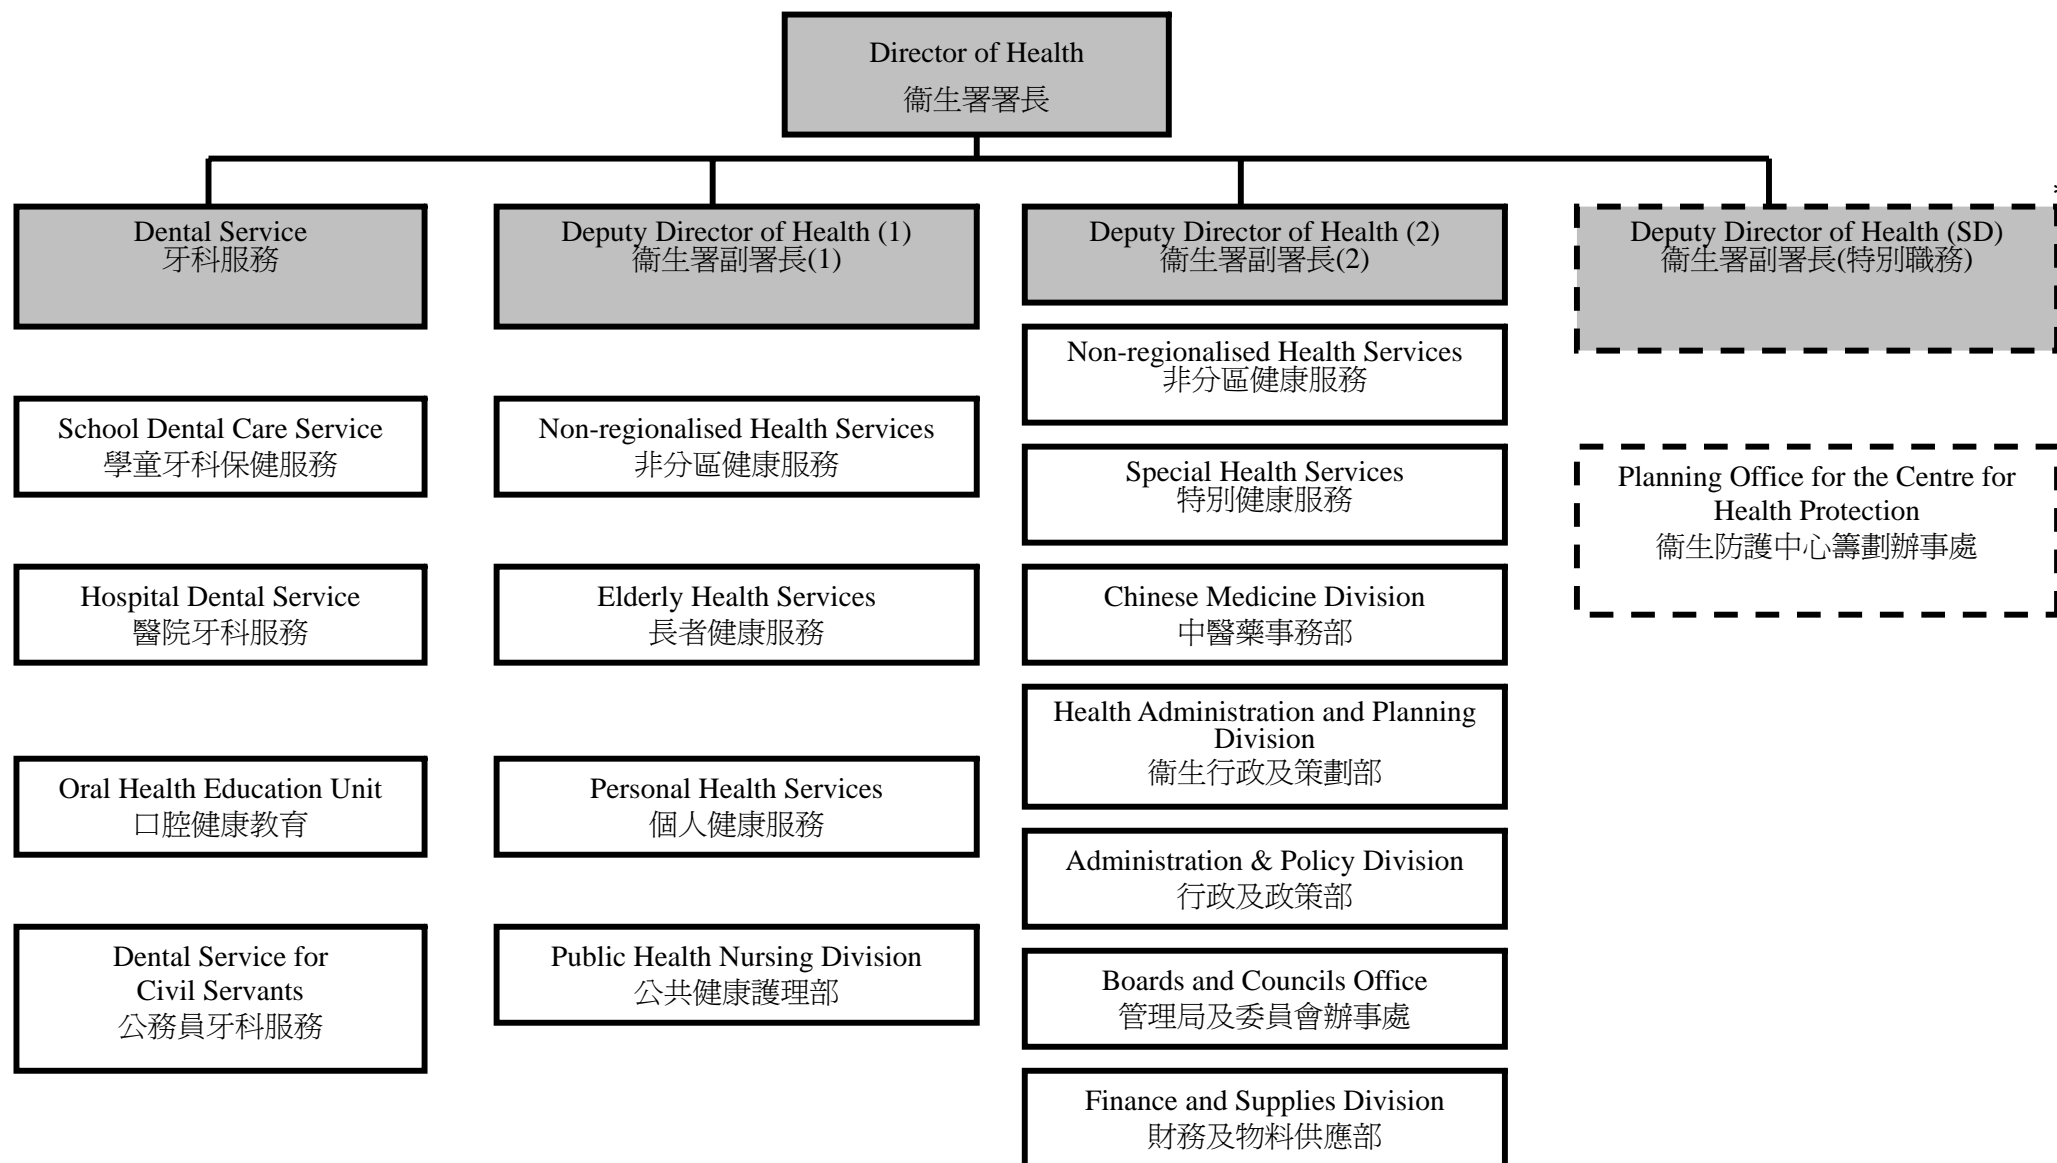 Director of Health
衞生署署長
Dental Service
牙科服務
School Dental Care Service
學童牙科保健服務
Hospital Dental Service
醫院牙科服務
Oral Health Education Unit
口腔健康教育
Dental Service for
Civil Servants
公務員牙科服務
Deputy Director of Health (1)
衞生署副署長(1)
Non-regionalised Health Services
非分區健康服務
Elderly Health Services
長者健康服務
Personal Health Services
個人健康服務
Public Health Nursing Division
公共健康護理部
Deputy Director of Health (2)
衞生署副署長(2)
Non-regionalised Health Services
非分區健康服務
Special Health Services
特別健康服務
Chinese Medicine Division
中醫藥事務部
Health Administration and Planning
Division
衞生行政及策劃部
Administration & Policy Division
行政及政策部
Boards and Councils Office
管理局及委員會辦事處
Finance and Supplies Division
財務及物料供應部
Deputy Director of Health (SD)
衞生署副署長(特別職務)
Planning Office for the Centre for
Health Protection
衞生防護中心籌劃辦事處